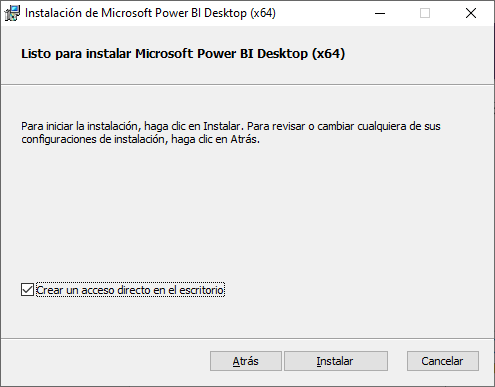 Instalación de Microsoft Power BI Desktop (x64)
Listo para instalar Microsoft Power BI Desktop (x64)
Para iniciar la instalación, haga clic en Instalar. Para revisar o cambiar cualquiera de sus
configuraciones de instalación, haga clic en Atrás.
Crear un acceso directo en el escritorio
Atrás Instalar Cancelar